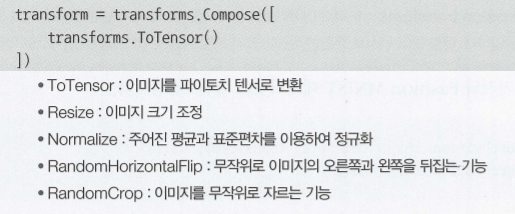 transform = transforms.Compose([
    transforms.ToTensor()
])
• ToTensor : 이미지를 파이토치 텐서로 변환
• Resize : 이미지 크기 조정
• Normalize : 주어진 평균과 표준편차를 이용하여 정규화
• RandomHorizontalFlip : 무작위로 이미지의 오른쪽과 왼쪽을 뒤집는 기능
• RandomCrop : 이미지를 무작위로 자르는 기능